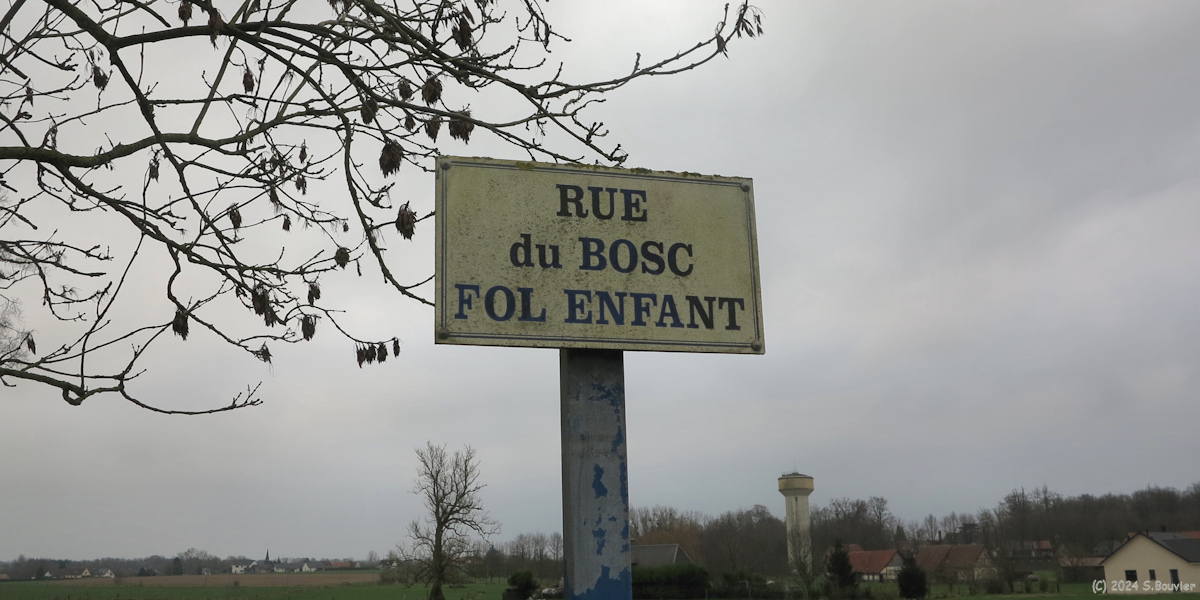 RUE
du BOSC
FOL ENFANT
(C) 2024 S.Bouvier